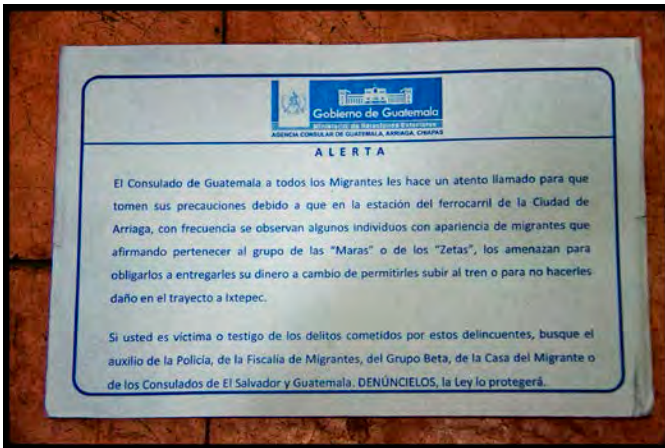 Gobierno de Guatemala
Ministerio de Relaciones Exteriores
AGENCIA CONSULAR DE GUATEMALA, ARRIAGA, CHIAPAS
ALERTA
El Consulado de Guatemala a todos los Migrantes les hace un atento llamado para que
tomen sus precauciones debido a que en la estación del ferrocarril de la Ciudad de
Arriaga, con frecuencia se observan algunos individuos con apariencia de migrantes que
afirmando pertenecer al grupo de las "Maras" o de los "Zetas", los amenazan para
obligarlos a entregarles su dinero a cambio de permitirles subir al tren o para no hacerles
daño en el trayecto a Ixtepec.
Si usted es víctima o testigo de los delitos cometidos por estos delincuentes, busque el
auxilio de la Policía, de la Fiscalía de Migrantes, del Grupo Beta, de la Casa del Migrante o
de los Consulados de El Salvador y Guatemala. DENÚNCIELOS, la Ley lo protegerá.